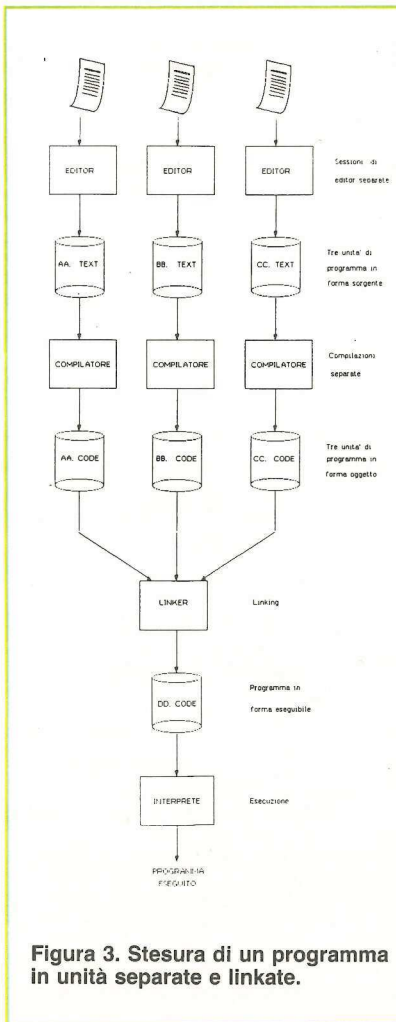 EDITOR EDITOR EDITOR
Sessioni di
editor separate
AA. TEXT BB. TEXT CC. TEXT
Tre unita' di
programma in
forma sorgente
COMPILATORE COMPILATORE COMPILATORE
Compilazioni
separate
AA. CODE BB. CODE CC. CODE
Tre unita' di
programma in
forma oggetto
LINKER
Linking
DD. CODE
Programma in
forma eseguibile
INTERPRETE
Esecuzione
PROGRAMMA
ESEGUITO
Figura 3. Stesura di un programma
in unità separate e linkate.